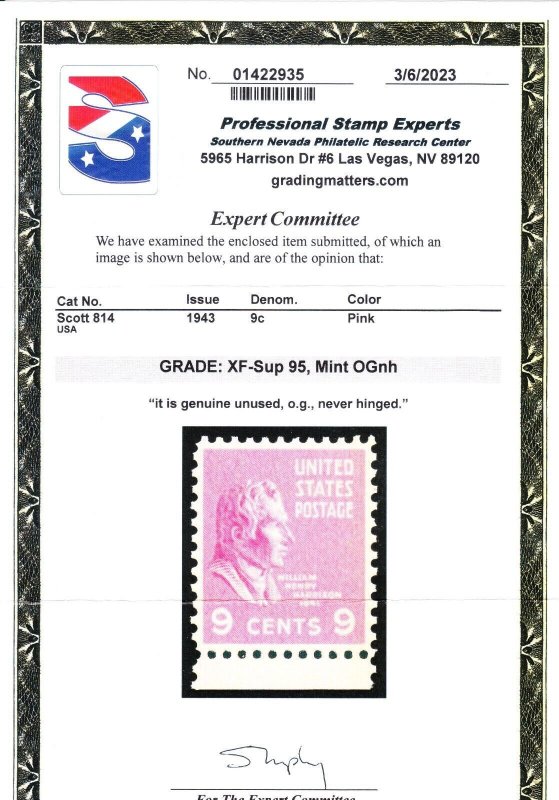 No. 01422935 3/6/2023
Professional Stamp Experts
Southern Nevada Philatelic Research Center
5965 Harrison Dr #6 Las Vegas, NV 89120
gradingmatters.com
Expert Committee
We have examined the enclosed item submitted, of which an
image is shown below, and are of the opinion that:
Cat No. Issue Denom. Color
Scott 814 1943 9c Pink
USA
GRADE: XF-Sup 95, Mint OGnh
“it is genuine unused, o.g., never hinged.”
UNITED
STATES
POSTAGE
WILLIAM
HENRY
HARRISON
1841
9 CENTS 9
For The Expert Committee